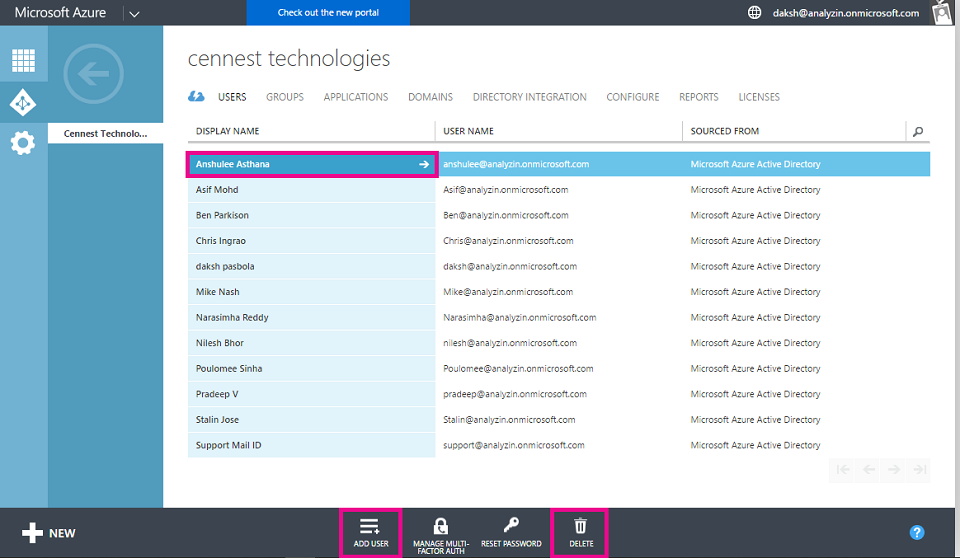 Microsoft Azure Check out the new portal daksh@analyzin.onmicrosoft.com
cennest technologies
USERS GROUPS APPLICATIONS DOMAINS DIRECTORY INTEGRATION CONFIGURE REPORTS LICENSES
Cennest Technolo...
DISPLAY NAME USER NAME SOURCED FROM
Anshulee Asthana anshulee@analyzin.onmicrosoft.com Microsoft Azure Active Directory
Asif Mohd Asif@analyzin.onmicrosoft.com Microsoft Azure Active Directory
Ben Parkison Ben@analyzin.onmicrosoft.com Microsoft Azure Active Directory
Chris Ingrao Chris@analyzin.onmicrosoft.com Microsoft Azure Active Directory
daksh pasbola daksh@analyzin.onmicrosoft.com Microsoft Azure Active Directory
Mike Nash Mike@analyzin.onmicrosoft.com Microsoft Azure Active Directory
Narasimha Reddy Narasimha@analyzin.onmicrosoft.com Microsoft Azure Active Directory
Nilesh Bhor nilesh@analyzin.onmicrosoft.com Microsoft Azure Active Directory
Poulomee Sinha Poulomee@analyzin.onmicrosoft.com Microsoft Azure Active Directory
Pradeep V pradeep@analyzin.onmicrosoft.com Microsoft Azure Active Directory
Stalin Jose Stalin@analyzin.onmicrosoft.com Microsoft Azure Active Directory
Support Mail ID support@analyzin.onmicrosoft.com Microsoft Azure Active Directory
NEW
ADD USER
MANAGE MULTI-
FACTOR AUTH
RESET PASSWORD
DELETE
?